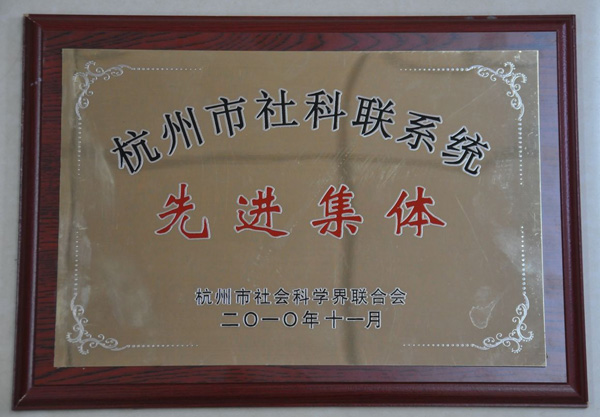 杭州市社科联系统
先进集体
杭州市社会科学界联合会
二〇一〇年十一月